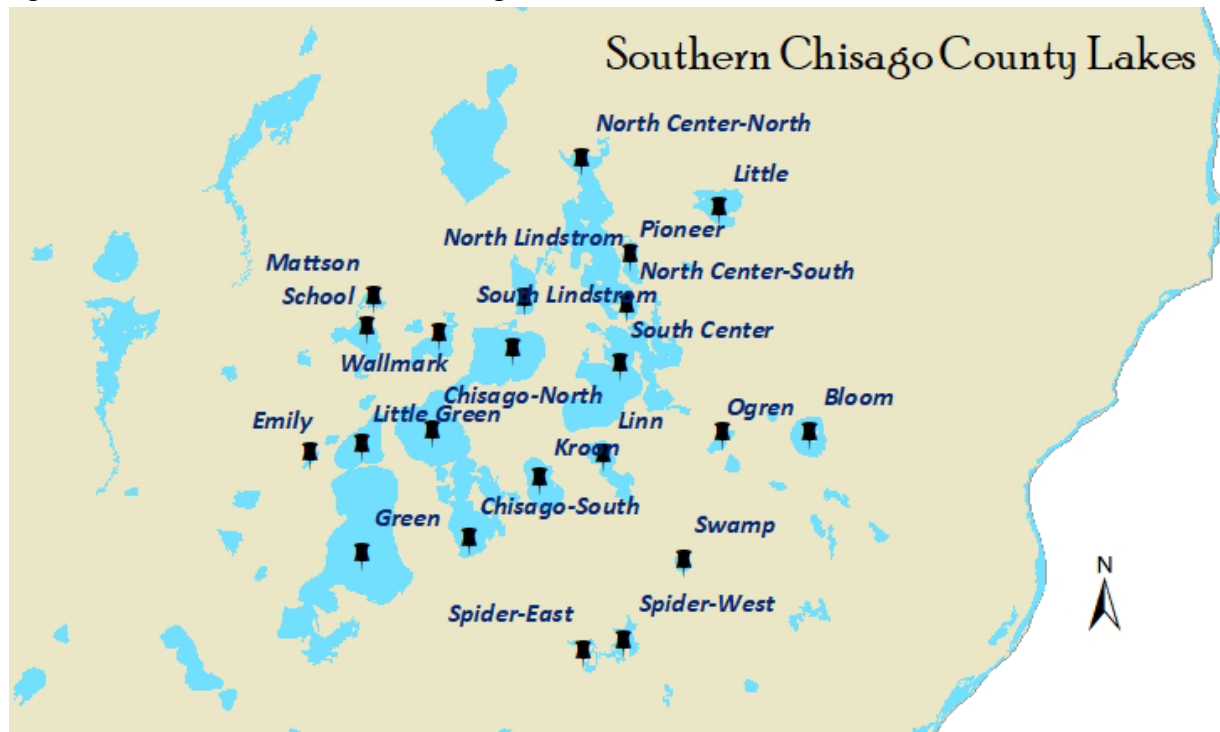 Southern Chisago County Lakes
North Center-North
Little
Pioneer
North Lindstrom
Mattson
North Center-South
School
South Lindstrom
South Center
Wallmark
Chisago-North
Bloom
Ogren
Little Green
Emily
Linn
Kroon
Chisago-South
Green
Swamp
Spider-West
Spider-East
N